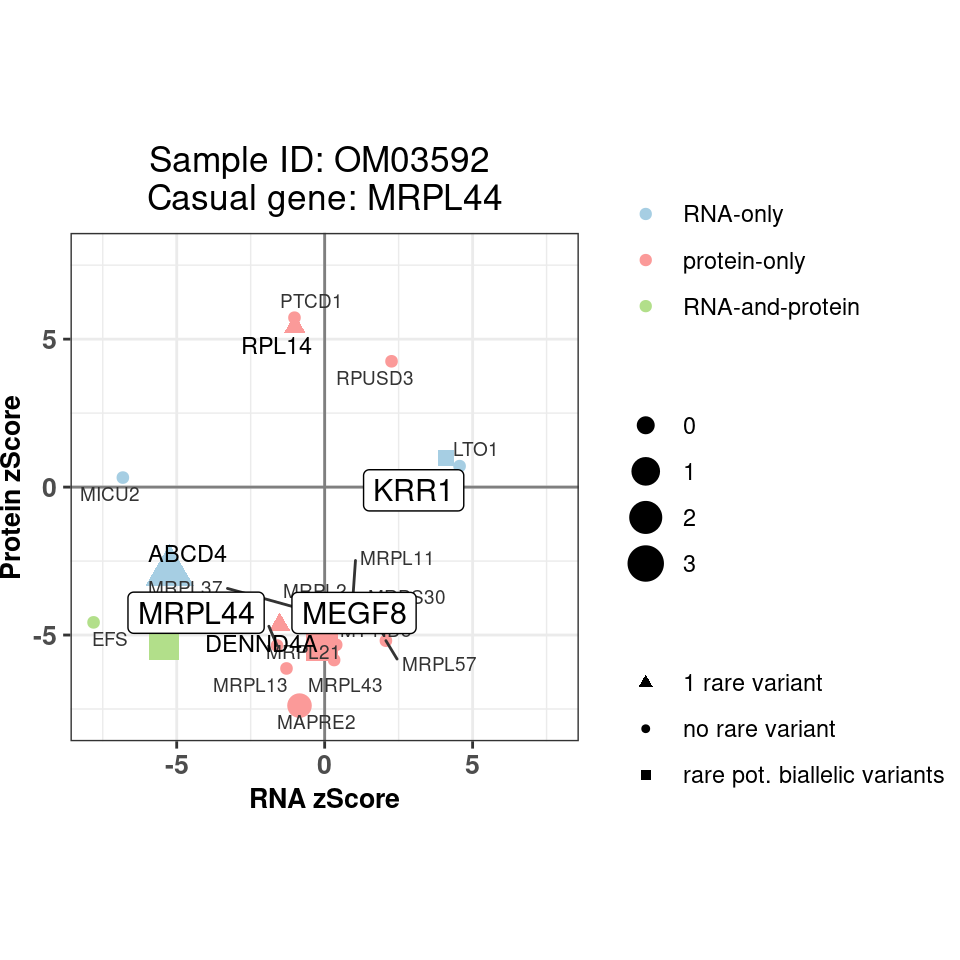 Sample ID: OM03592
Casual gene: MRPL44
RNA-only
protein-only
RNA-and-protein
0
1
2
3
1 rare variant
no rare variant
rare pot. biallelic variants
Protein zScore
5
0
-5
PTCD1
RPL14
RPUSD3
LTO1
KRR1
MICU2
ABCD4
MRPL11
MRPL37
MRPL44
MEGF8
EFS
DENND4A
MRPL21
MRPL57
MRPL13
MRPL43
MAPRE2
-5
0
5
RNA zScore